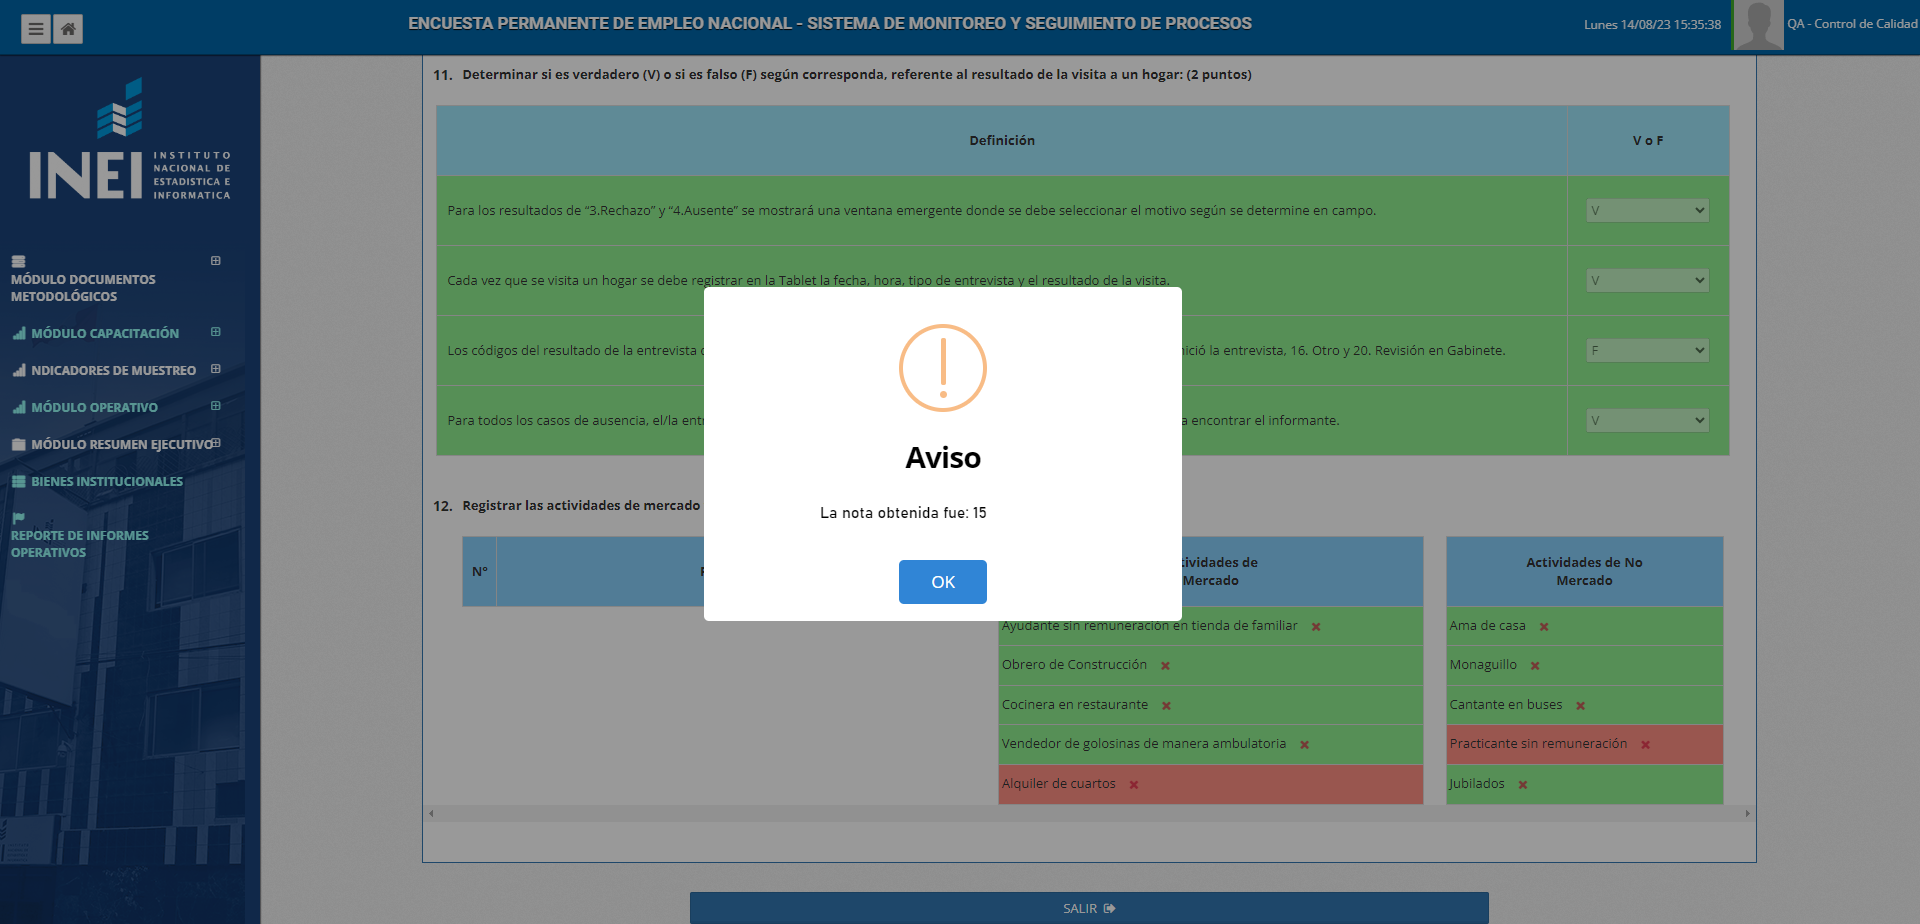 ENCUESTA PERMANENTE DE EMPLEO NACIONAL - SISTEMA DE MONITOREO Y SEGUIMIENTO DE PROCESOS
Lunes 14/08/23 15:35:38
QA - Control de Calidad
INEI
INSTITUTO
NACIONAL DE
ESTADISTICA E
INFORMATICA
MÓDULO DOCUMENTOS
METODOLÓGICOS
MÓDULO CAPACITACIÓN
NDICADORES DE MUESTREO
MÓDULO OPERATIVO
MÓDULO RESUMEN EJECUTIVO
BIENES INSTITUCIONALES
REPORTE DE INFORMES
OPERATIVOS
11. Determinar si es verdadero (V) o si es falso (F) según corresponda, referente al resultado de la visita a un hogar: (2 puntos)
Definición
V o F
Para los resultados de “3.Rechazo” y “4.Ausente” se mostrará una ventana emergente donde se debe seleccionar el motivo según se determine en campo.
V
Cada vez que se visita un hogar se debe registrar en la Tablet la fecha, hora, tipo de entrevista y el resultado de la visita.
V
Los códigos del resultado de la entrevista
nició la entrevista, 16. Otro y 20. Revisión en Gabinete.
F
Para todos los casos de ausencia, el/la entr
a encontrar el informante.
V
12. Registrar las actividades de mercado
N°
tividades de
Mercado
Actividades de No
Mercado
Ayudante sin remuneración en tienda de familiar
Obrero de Construcción
Cocinera en restaurante
Vendedor de golosinas de manera ambulatoria
Alquiler de cuartos
Ama de casa
Monaguillo
Cantante en buses
Practicante sin remuneración
Jubilados
Aviso
La nota obtenida fue: 15
OK
SALIR